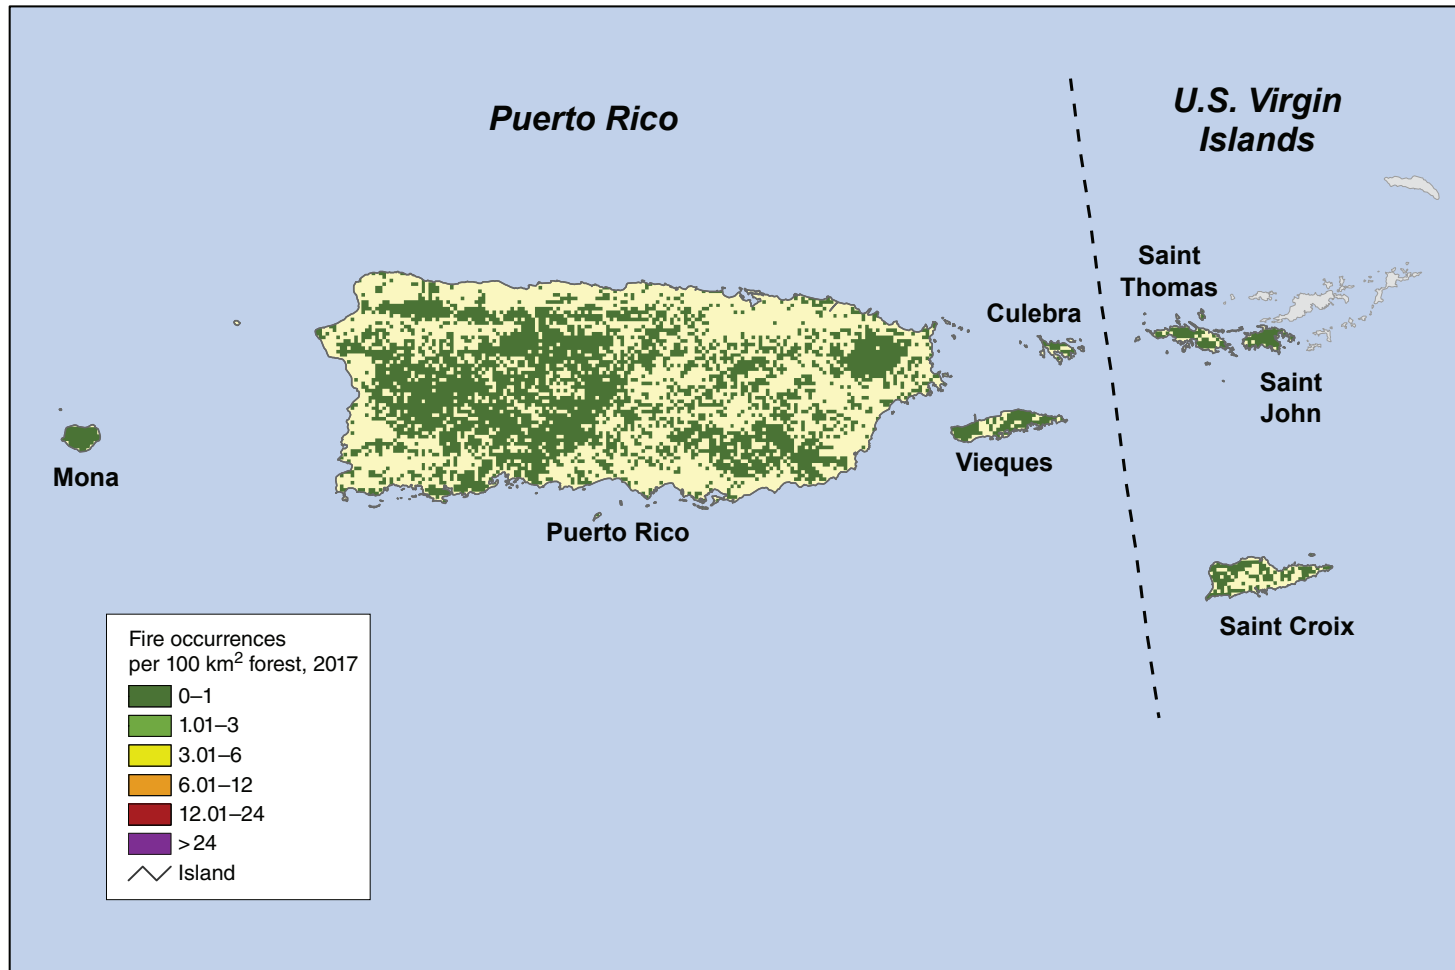 Puerto Rico
U.S. Virgin
Islands
Saint
Thomas
Culebra
Saint
John
Vieques
Mona
Puerto Rico
Saint Croix
Fire occurrences
per 100 km² forest, 2017
0–1
1.01–3
3.01–6
6.01–12
12.01–24
>24
Island